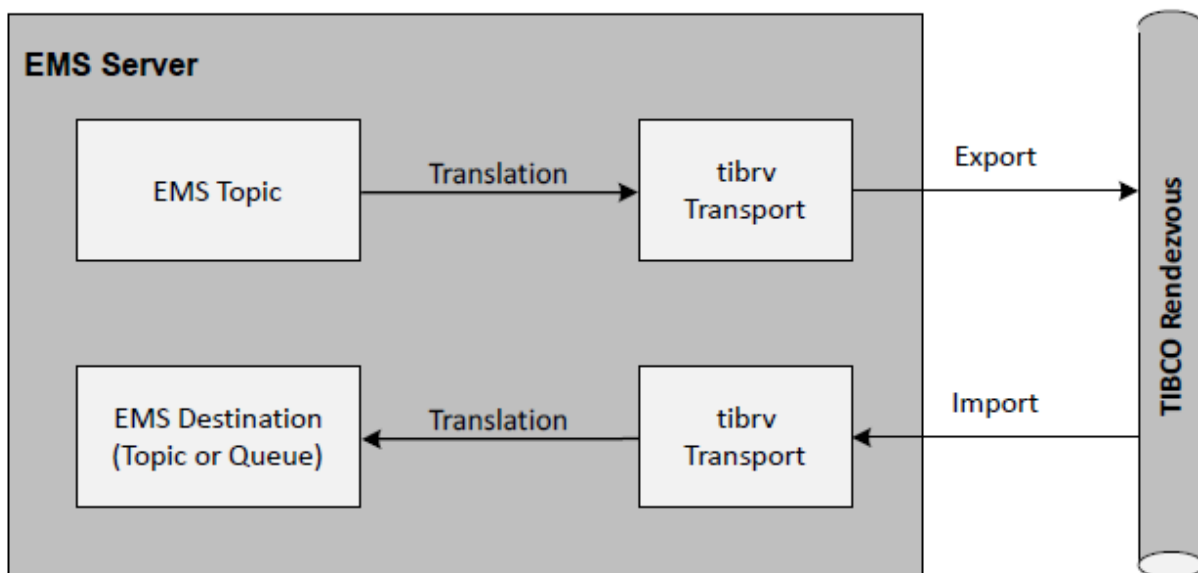 EMS Server
EMS Topic
Translation
tibrv
Transport
Export
TIBCO Rendezvous
EMS Destination
(Topic or Queue)
Translation
tibrv
Transport
Import